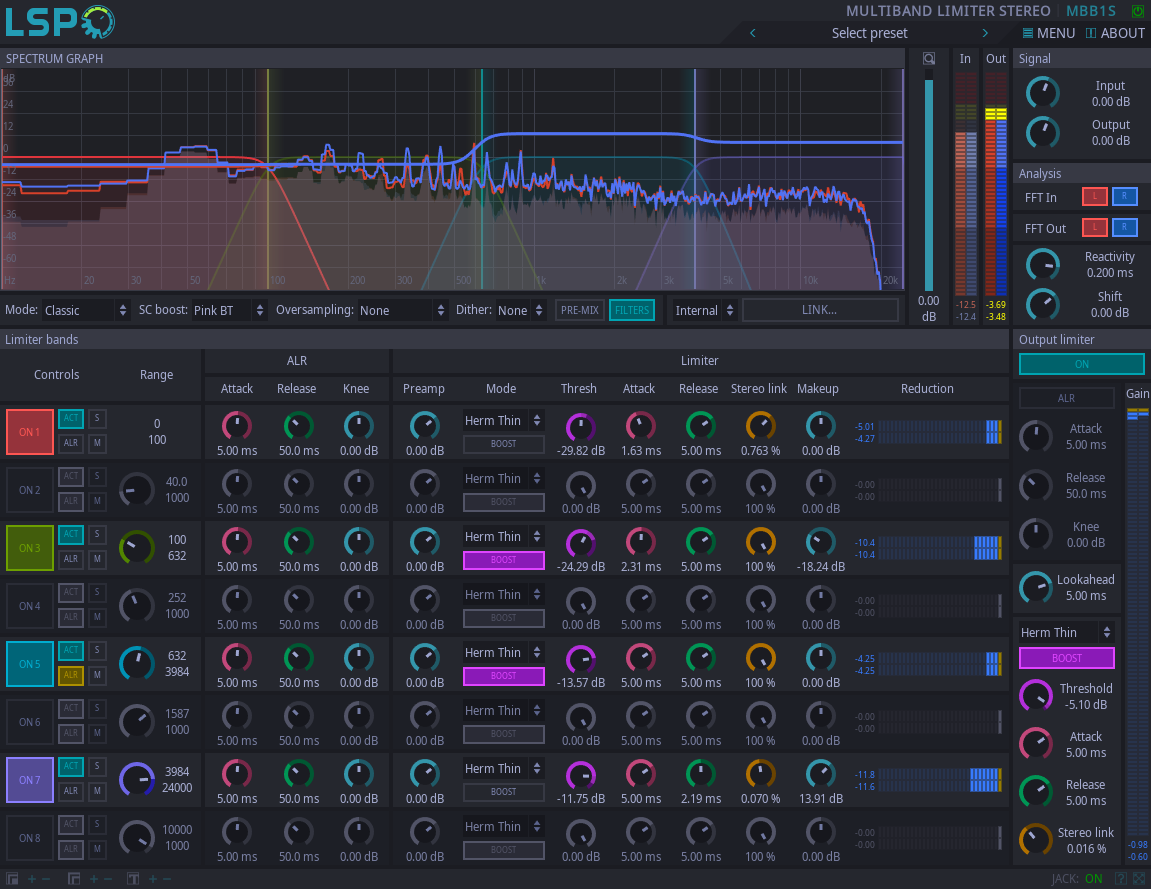 LSP
MULTIBAND LIMITER STEREO MBB1S
Select preset
MENU ABOUT
SPECTRUM GRAPH
In Out
Signal
dB
36
24
12
0
-12
-24
-36
-48
-60
Hz 20 30 50 100 200 300 500 1k 2k 3k 5k 10k 20k
Input
0.00 dB
Output
0.00 dB
Analysis
FFT In L R
FFT Out L R
Reactivity
0.200 ms
Shift
0.00 dB
0.00
dB
-12.5 -3.69
-12.4 -3.48
Mode: Classic SC boost: Pink BT Oversampling: None Dither: None PRE-MIX FILTERS Internal LINK...
Limiter bands
Output limiter
Controls Range
ALR
Limiter
Attack Release Knee Preamp Mode Thresh Attack Release Stereo link Makeup Reduction
ON 1 ACT S ALR M
0
100
5.00 ms 50.0 ms 0.00 dB 0.00 dB Herm Thin BOOST -29.82 dB 1.63 ms 5.00 ms 0.763 % 0.00 dB
-5.01
-4.27
ON 2 ACT S ALR M
40.0
1000
5.00 ms 50.0 ms 0.00 dB 0.00 dB Herm Thin BOOST 0.00 dB 5.00 ms 5.00 ms 100 % 0.00 dB
-0.00
-0.00
ON 3 ACT S ALR M
100
632
5.00 ms 50.0 ms 0.00 dB 0.00 dB Herm Thin BOOST -24.29 dB 2.31 ms 5.00 ms 100 % -18.24 dB
-10.4
-10.4
ON 4 ACT S ALR M
252
1000
5.00 ms 50.0 ms 0.00 dB 0.00 dB Herm Thin BOOST 0.00 dB 5.00 ms 5.00 ms 100 % 0.00 dB
-0.00
-0.00
ON 5 ACT S ALR M
632
3984
5.00 ms 50.0 ms 0.00 dB 0.00 dB Herm Thin BOOST -13.57 dB 5.00 ms 5.00 ms 100 % 0.00 dB
-4.25
-4.25
ON 6 ACT S ALR M
1587
1000
5.00 ms 50.0 ms 0.00 dB 0.00 dB Herm Thin BOOST 0.00 dB 5.00 ms 5.00 ms 100 % 0.00 dB
-0.00
-0.00
ON 7 ACT S ALR M
3984
24000
5.00 ms 50.0 ms 0.00 dB 0.00 dB Herm Thin BOOST -11.75 dB 5.00 ms 2.19 ms 0.070 % 13.91 dB
-11.8
-11.6
ON 8 ACT S ALR M
10000
1000
5.00 ms 50.0 ms 0.00 dB 0.00 dB Herm Thin BOOST 0.00 dB 5.00 ms 5.00 ms 100 % 0.00 dB
-0.00
-0.00
ON
ALR
Gain
Attack
5.00 ms
Release
50.0 ms
Knee
0.00 dB
Lookahead
5.00 ms
Herm Thin
BOOST
Threshold
-5.10 dB
Attack
5.00 ms
Release
5.00 ms
Stereo link
0.016 %
-0.98
-0.60
JACK: ON